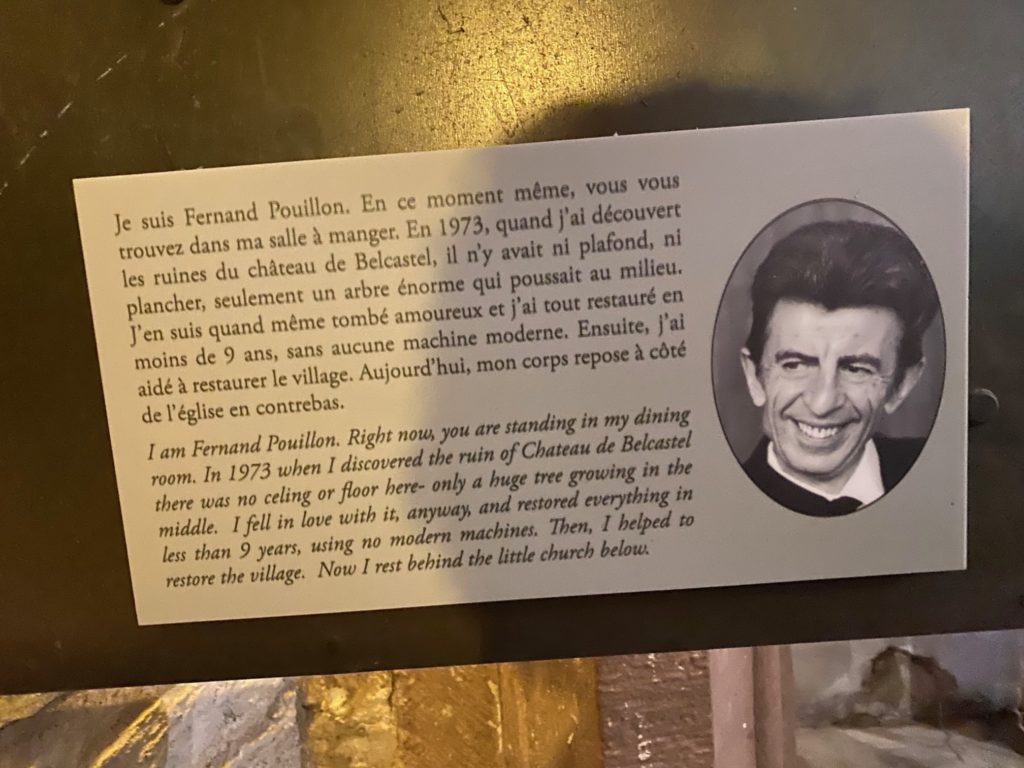 Je suis Fernand Pouillon. En ce moment même, vous vous
trouvez dans ma salle à manger. En 1973, quand j'ai découvert
les ruines du château de Belcastel, il n'y avait ni plafond, ni
plancher, seulement un arbre énorme qui poussait au milieu.
J'en suis quand même tombé amoureux et j'ai tout restauré en
moins de 9 ans, sans aucune machine moderne. Ensuite, j'ai
aidé à restaurer le village. Aujourd'hui, mon corps repose à côté
de l'église en contrebas.
I am Fernand Pouillon. Right now, you are standing in my dining
room. In 1973 when I discovered the ruin of Chateau de Belcastel
there was no celing or floor here- only a huge tree growing in the
middle. I fell in love with it, anyway, and restored everything in
less than 9 years, using no modern machines. Then, I helped to
restore the village. Now I rest behind the little church below.